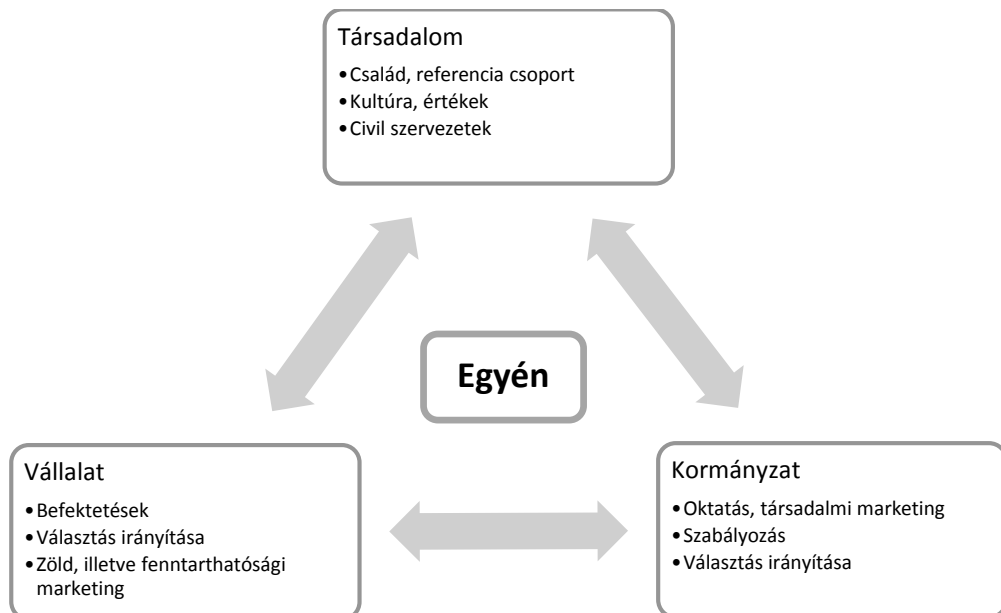 Társadalom
•Család, referencia csoport
•Kultúra, értékek
•Civil szervezetek
Egyén
Vállalat
•Befektetések
•Választás irányítása
•Zöld, illetve fenntarthatósági
marketing
Kormányzat
•Oktatás, társadalmi marketing
•Szabályozás
•Választás irányítása